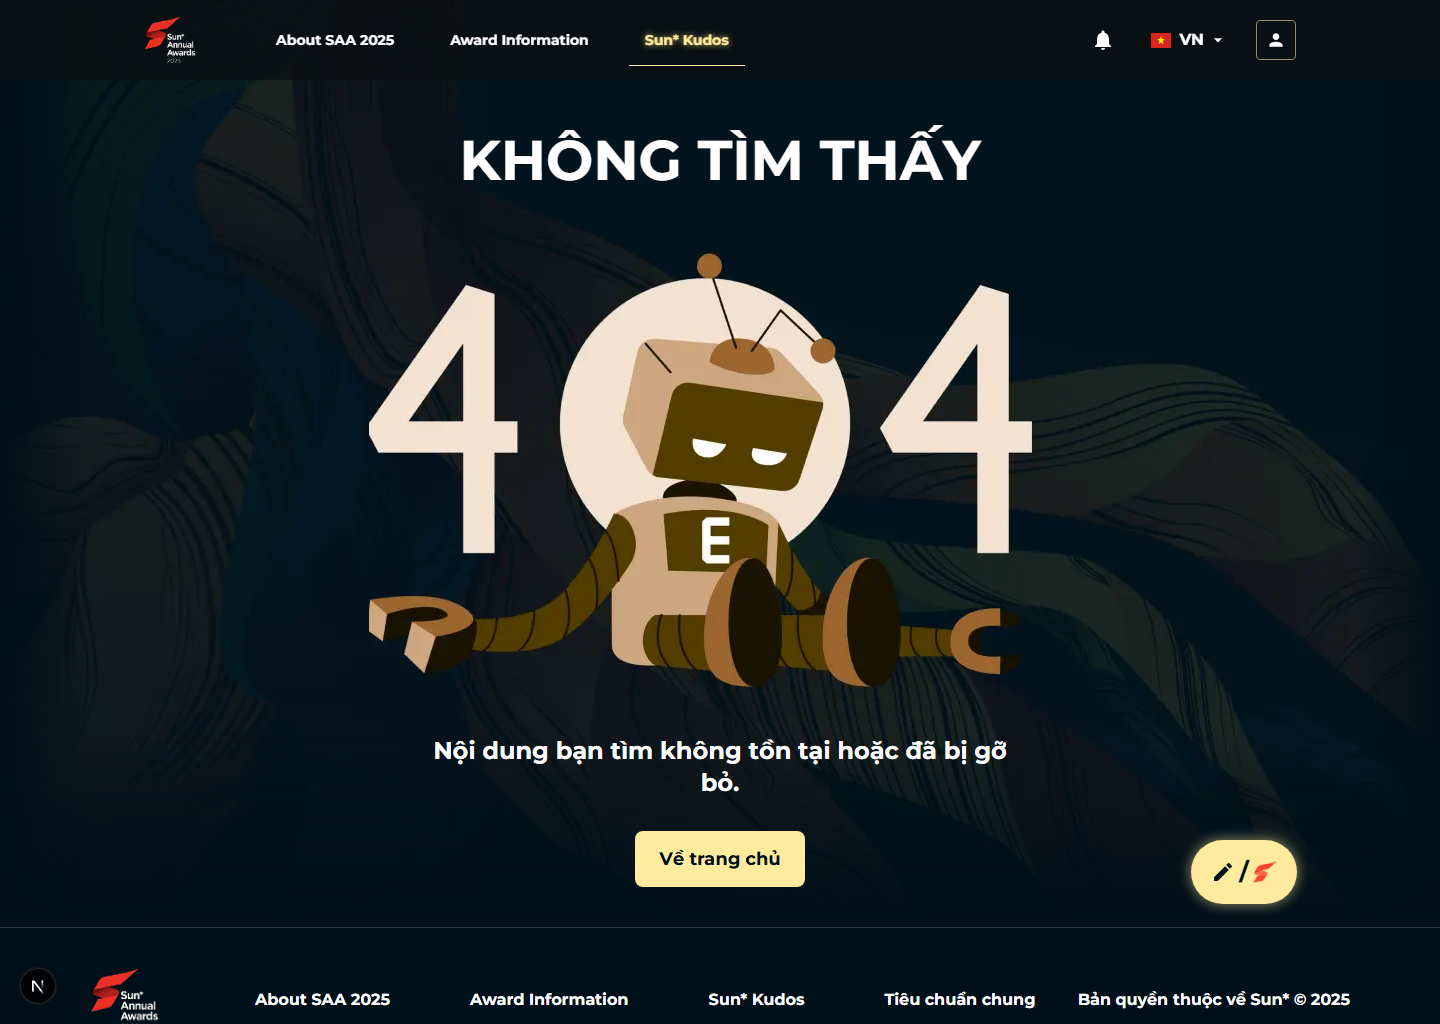 Sun*
Annual
Awards
2025
About SAA 2025
Award Information
Sun* Kudos
VN
KHÔNG TÌM THẤY
404
E
Nội dung bạn tìm không tồn tại hoặc đã bị gỡ
bỏ.
Về trang chủ
/
N
Sun*
Annual
Awards
About SAA 2025
Award Information
Sun* Kudos
Tiêu chuẩn chung
Bản quyền thuộc về Sun* © 2025